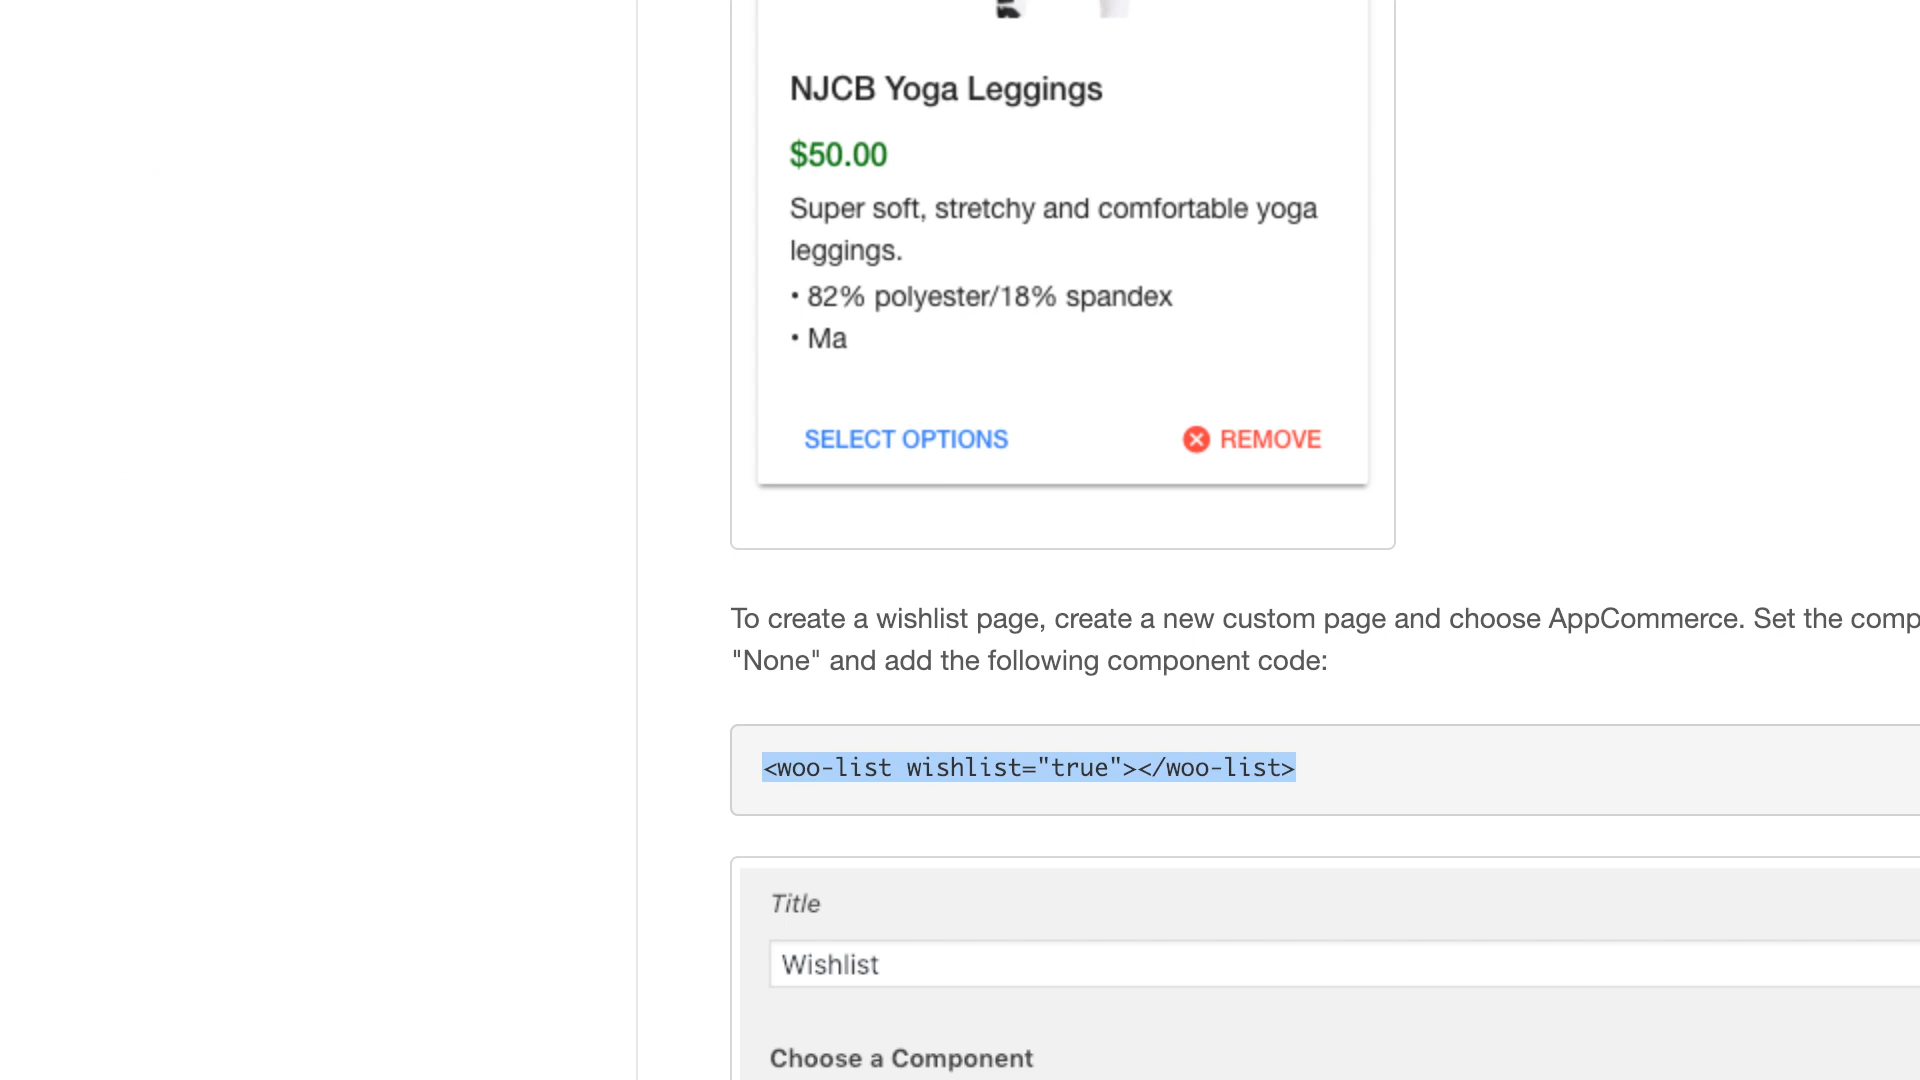 NJCB Yoga Leggings
$50.00
Super soft, stretchy and comfortable yoga
leggings.
• 82% polyester/18% spandex
• Ma
SELECT OPTIONS
REMOVE
To create a wishlist page, create a new custom page and choose AppCommerce. Set the comp
"None" and add the following component code:
<woo-list wishlist="true"></woo-list>
Title
Wishlist
Choose a Component